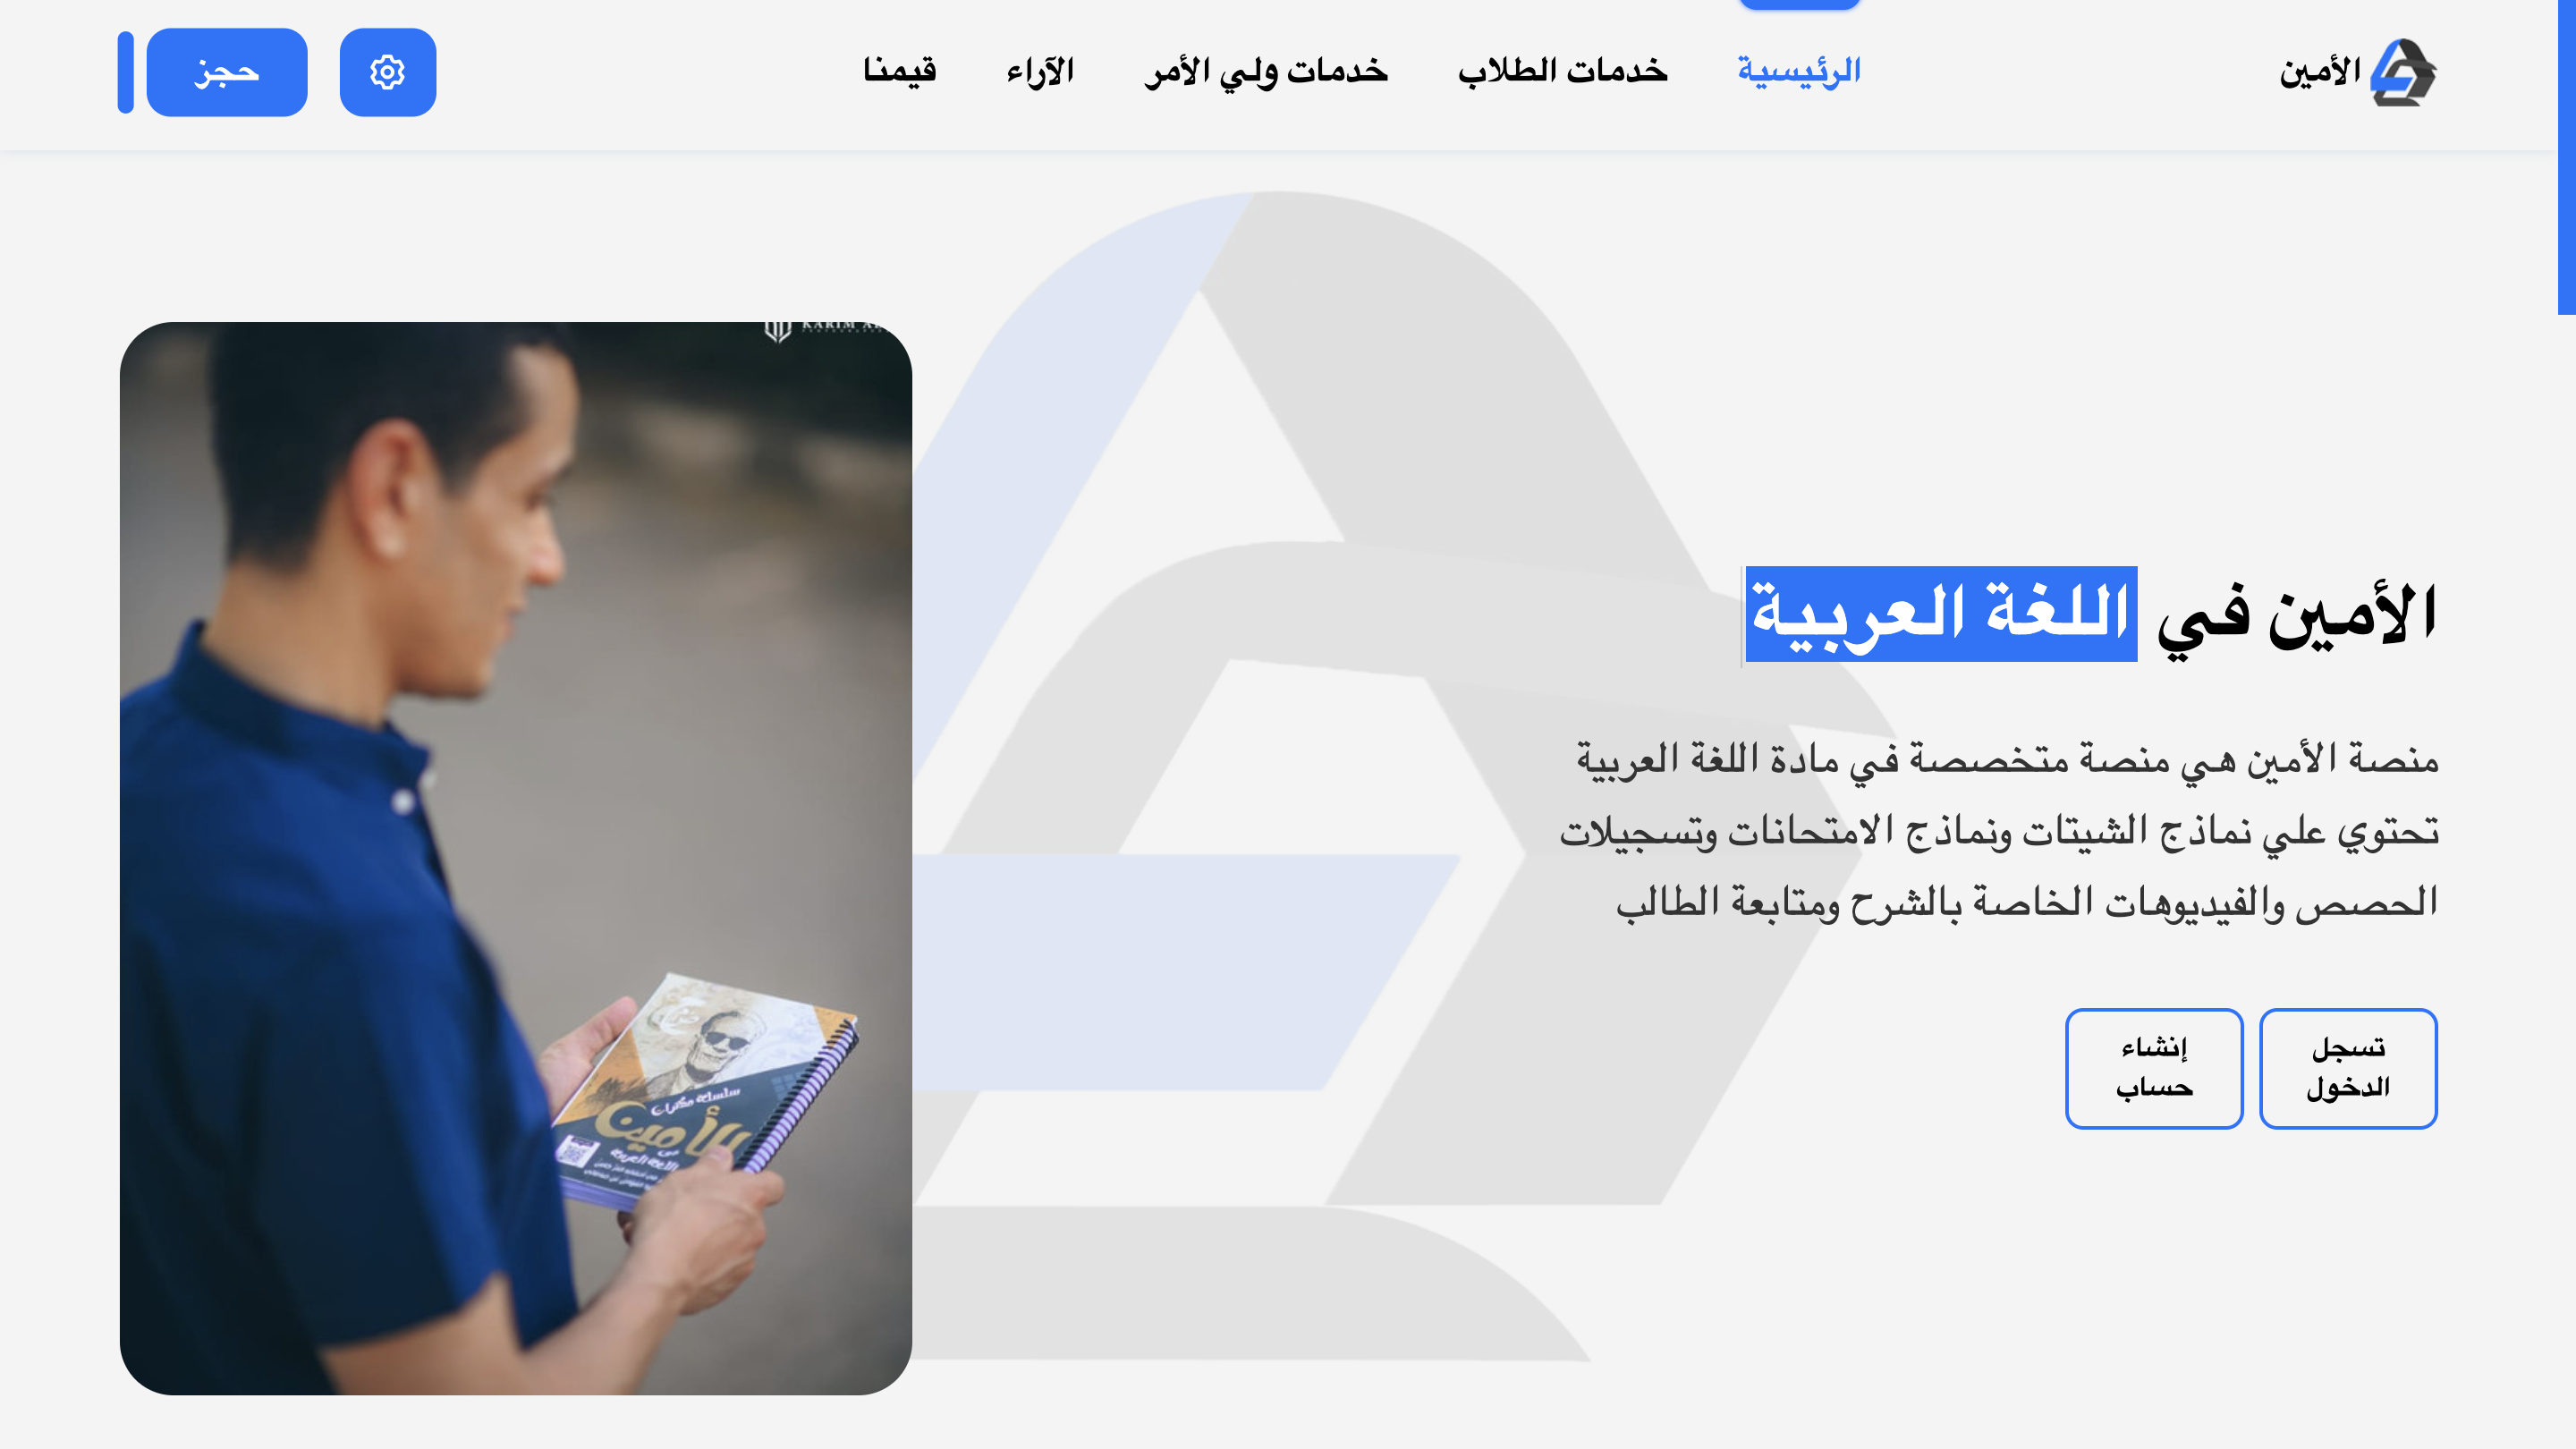 الأمين
الرئيسية
خدمات الطلاب
خدمات ولي الأمر
الآراء
قيمنا
حجز
الأمين في اللغة العربية
منصة الأمين هي منصة متخصصة في مادة اللغة العربية
تحتوي علي نماذج الشيتات ونماذج الامتحانات وتسجيلات
الحصص والفيديوهات الخاصة بالشرح ومتابعة الطالب
تسجل
الدخول
إنشاء
حساب
KARIM
سلسلة مذكرات
الأمين
في
اللغة العربية